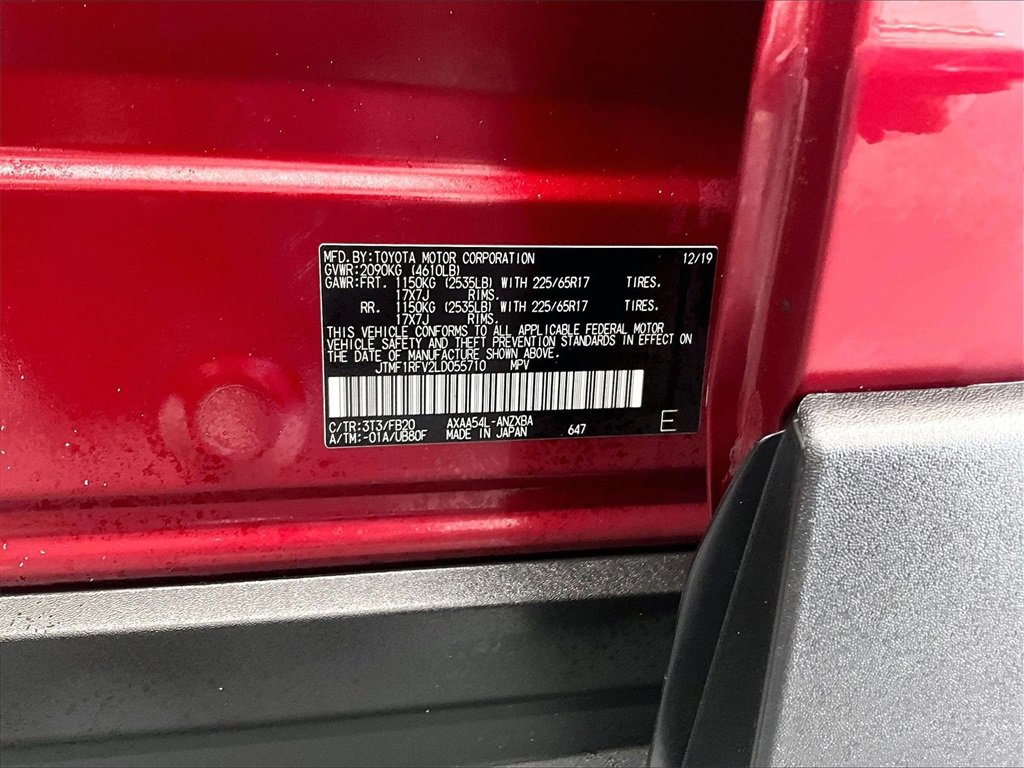 MFD.BY:TOYOTA MOTOR CORPORATION 12/19
GVWR:2090KG (4610LB)
GAWR:FRT. 1150KG (2535LB) WITH 225/65R17 TIRES.
17X7J RIMS.
RR. 1150KG (2535LB) WITH 225/65R17 TIRES.
17X7J RIMS.
THIS VEHICLE CONFORMS TO ALL APPLICABLE FEDERAL MOTOR
VEHICLE SAFETY AND THEFT PREVENTION STANDARDS IN EFFECT ON
THE DATE OF MANUFACTURE SHOWN ABOVE.
JTMF1RFV2LD055710 MPV
C/TR:3T3/FB20 AXAA54L-ANZXBA
A/TM:-01A/UB80F MADE IN JAPAN 647 E